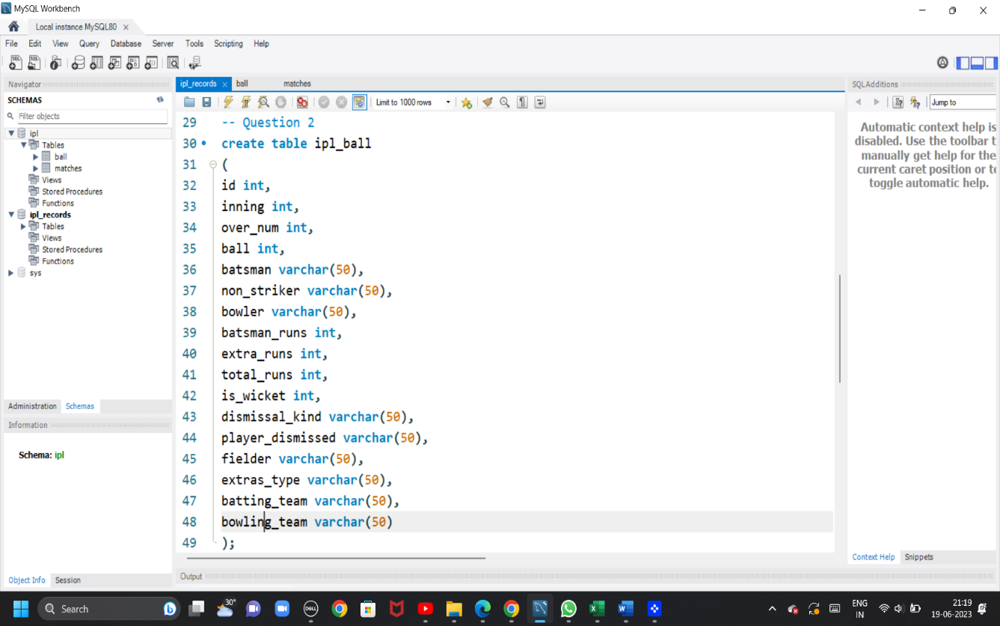 MySQL Workbench
Local instance MySQL80
File Edit View Query Database Server Tools Scripting Help
Navigator
SCHEMAS
Filter objects
ipl
Tables
ball
matches
Views
Stored Procedures
Functions
ipl_records
Tables
Views
Stored Procedures
Functions
sys
Administration Schemas
Information
Schema: ipl
Object Info Session
ipl_records ball matches
Limit to 1000 rows
29 -- Question 2
30 create table ipl_ball
31 (
32 id int,
33 inning int,
34 over_num int,
35 ball int,
36 batsman varchar(50),
37 non_striker varchar(50),
38 bowler varchar(50),
39 batsman_runs int,
40 extra_runs int,
41 total_runs int,
42 is_wicket int,
43 dismissal_kind varchar(50),
44 player_dismissed varchar(50),
45 fielder varchar(50),
46 extras_type varchar(50),
47 batting_team varchar(50),
48 bowling_team varchar(50)
49 );
Output
SQLAdditions
Jump to
Automatic context help is
disabled. Use the toolbar t
manually get help for the
current caret position or to
toggle automatic help.
Context Help Snippets
Search
30°
DELL
ENG
IN
21:19
19-06-2023